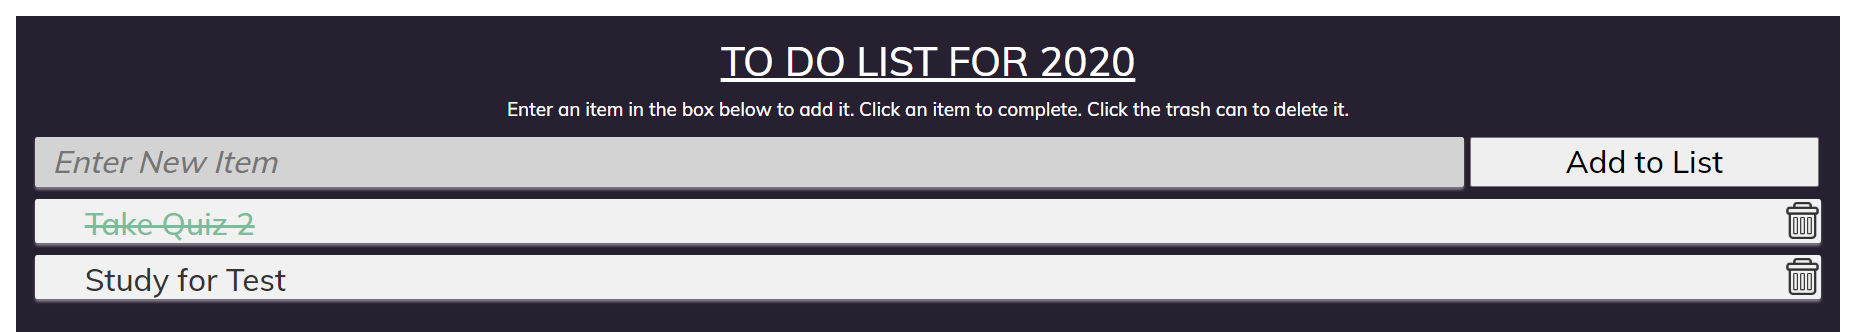 TO DO LIST FOR 2020
Enter an item in the box below to add it. Click an item to complete. Click the trash can to delete it.
Enter New Item
Add to List
Take Quiz 2
Study for Test